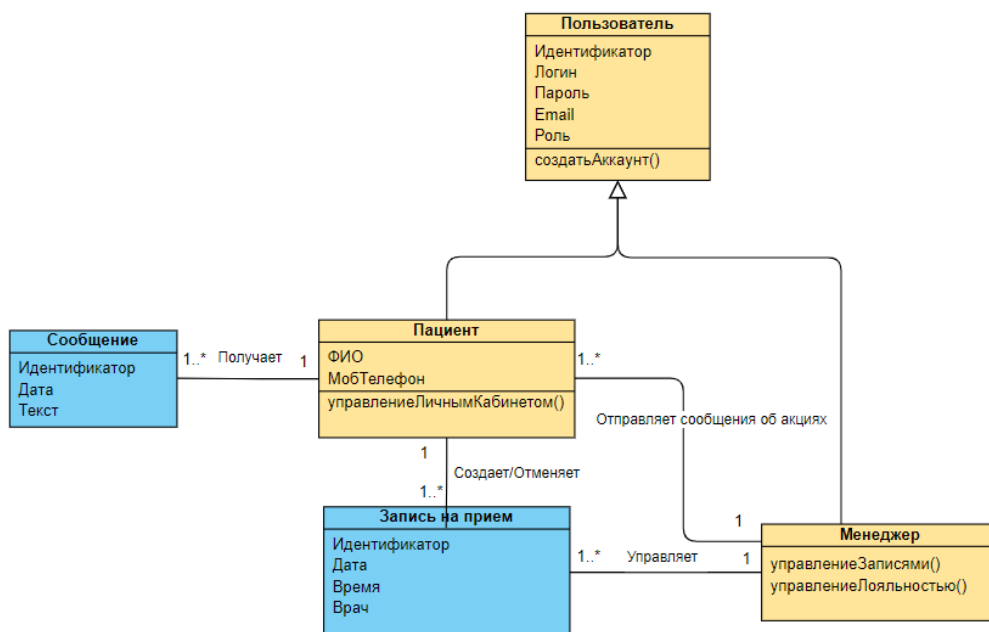 Пользователь
Идентификатор
Логин
Пароль
Email
Роль
создатьАккаунт()
Сообщение
Идентификатор
Дата
Текст
1..* Получает 1
Пациент
ФИО
МобТелефон
управлениеЛичнымКабинетом()
1..*
Отправляет сообщения об акциях
1
1
Создает/Отменяет
1..*
Запись на прием
Идентификатор
Дата
Время
Врач
1..* Управляет 1
Менеджер
управлениеЗаписями()
управлениеЛояльностью()